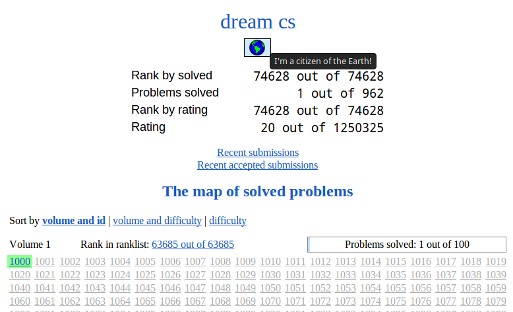 dream cs
I'm a citizen of the Earth!
Rank by solved 74628 out of 74628
Problems solved 1 out of 962
Rank by rating 74628 out of 74628
Rating 20 out of 1250325
Recent submissions
Recent accepted submissions
The map of solved problems
Sort by volume and id | volume and difficulty | difficulty
Volume 1 Rank in ranklist: 63685 out of 63685 Problems solved: 1 out of 100
1000 1001 1002 1003 1004 1005 1006 1007 1008 1009 1010 1011 1012 1013 1014 1015 1016 1017 1018 1019
1020 1021 1022 1023 1024 1025 1026 1027 1028 1029 1030 1031 1032 1033 1034 1035 1036 1037 1038 1039
1040 1041 1042 1043 1044 1045 1046 1047 1048 1049 1050 1051 1052 1053 1054 1055 1056 1057 1058 1059
1060 1061 1062 1063 1064 1065 1066 1067 1068 1069 1070 1071 1072 1073 1074 1075 1076 1077 1078 1079